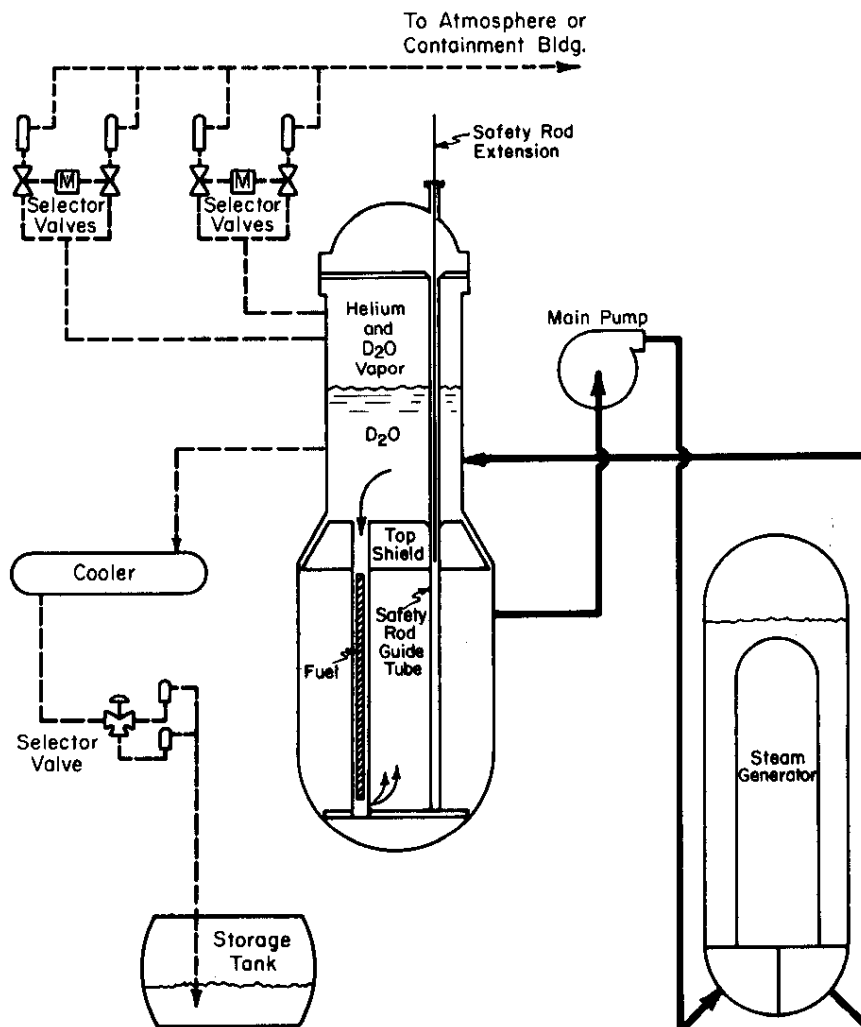 To Atmosphere or
Containment Bldg.
Safety Rod
Extension
M
M
Selector
Valves
Selector
Valves
Helium
and
D2O
Vapor
Main Pump
D2O
Top
Shield
Cooler
Safety
Rod
Guide
Tube
Fuel
Selector
Valve
Steam
Generator
Storage
Tank